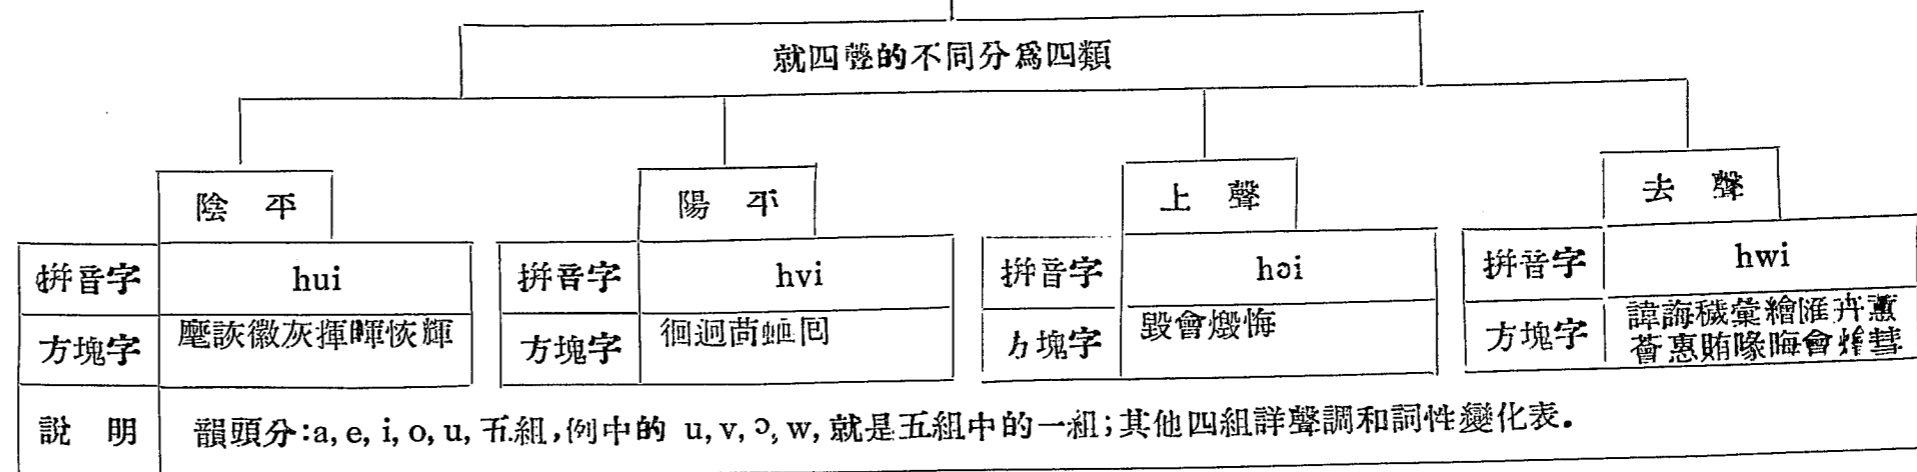 就四聲的不同分爲四類
陰 平
陽 平
上 聲
去 聲
拼音字 hui
拼音字 hvi
拼音字 hɔi
拼音字 hwi
方塊字 麾詼徽灰揮暉恢輝
方塊字 徊迴茴蛔回
方塊字 毀會燬悔
方塊字 諱誨穢彙繪匯卉蕙
薈惠賄喙晦會燴彗
說 明 韻頭分:a, e, i, o, u, 五組,例中的 u, v, ɔ, w, 就是五組中的一組;其他四組詳聲調和詞性變化表.